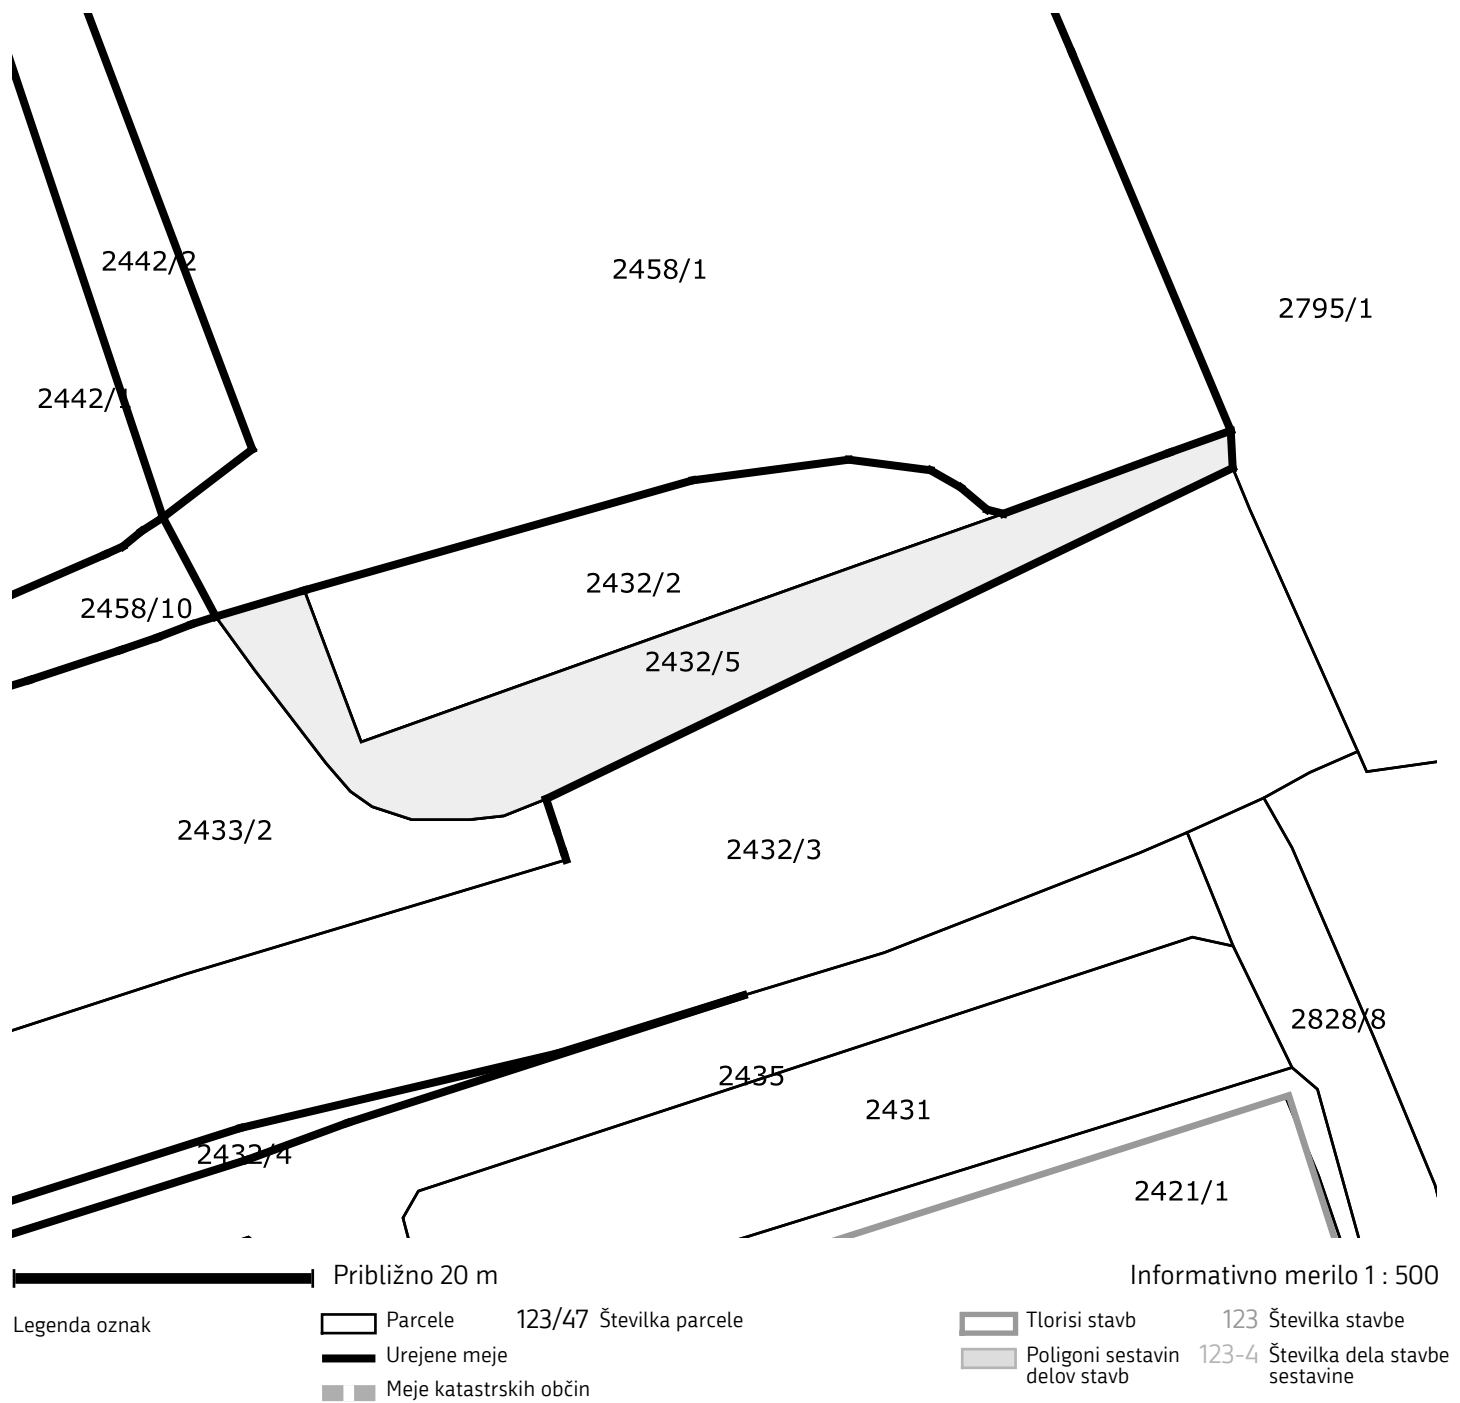 2442/2
2458/1
2795/1
2442/1
2432/2
2458/10
2432/5
2433/2
2432/3
2828/8
2435
2431
2432/4
2421/1
Približno 20 m
Informativno merilo 1 : 500
Legenda oznak
Parcele
123/47 Številka parcele
Urejene meje
Meje katastrskih občin
Tlorisi stavb
123 Številka stavbe
Poligoni sestavin
delov stavb
123-4 Številka dela stavbe
sestavine